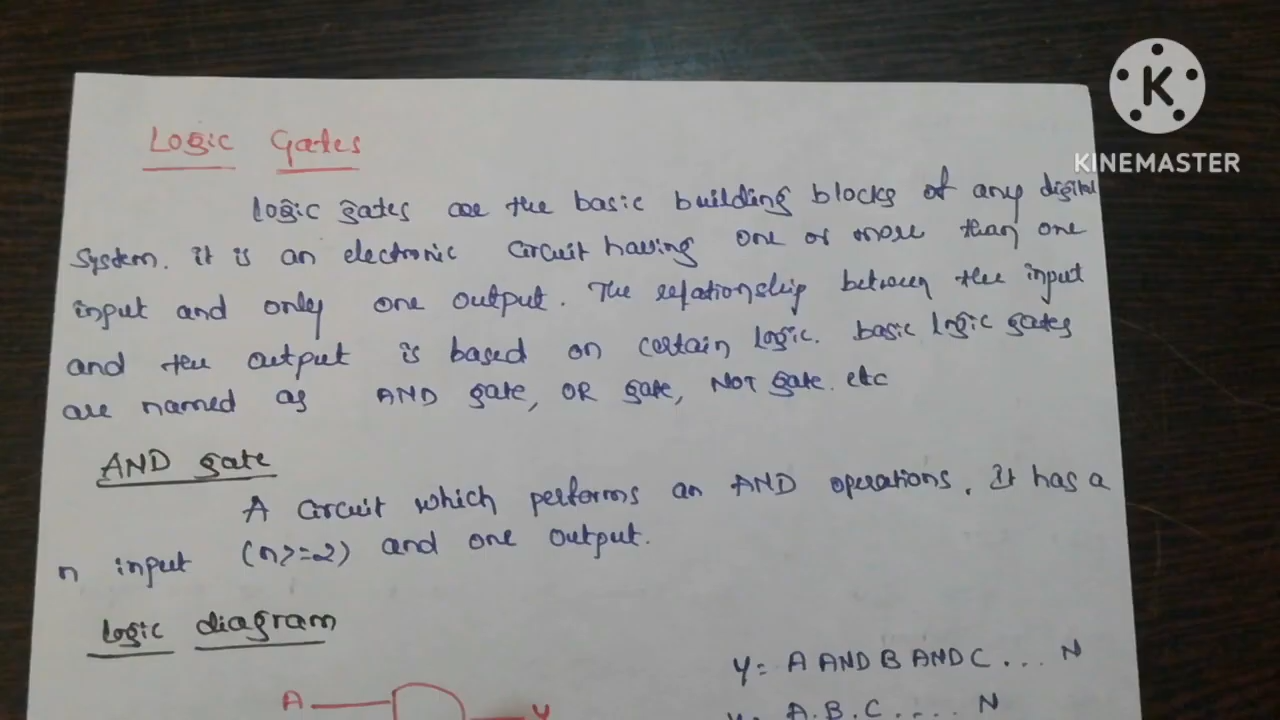 Logic Gates
Logic gates are the basic building blocks of any digital
system. it is an electronic circuit having one or more than one
input and only one output. The relationship between the input
and the output is based on certain logic. basic logic gates
are named as AND gate, OR gate, NOT gate. etc
AND gate
A circuit which performs an AND operations. It has a
n input (n>=2) and one output.
Logic diagram
Y= A AND B AND C ... N
A
Y
A.B.C .... N
K
KINEMASTER